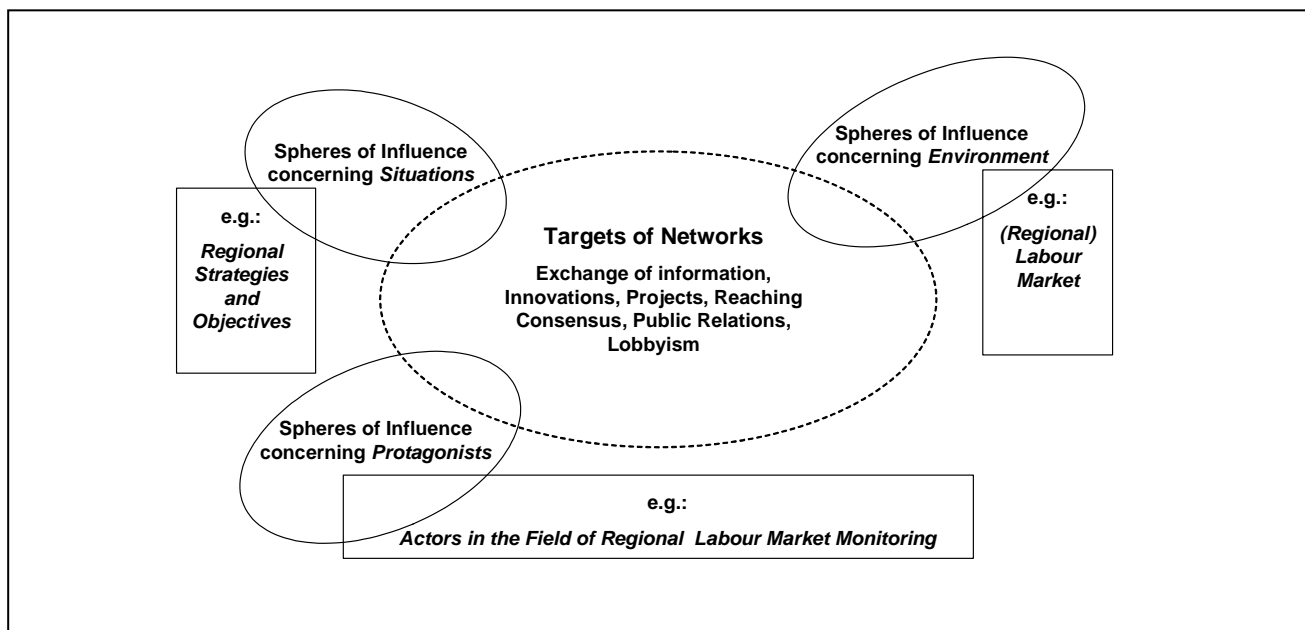 Spheres of Influence
concerning Situations
Spheres of Influence
concerning Environment
e.g.:
Regional
Strategies
and
Objectives
Targets of Networks
Exchange of information,
Innovations, Projects, Reaching
Consensus, Public Relations,
Lobbyism
e.g.:
(Regional)
Labour
Market
Spheres of Influence
concerning Protagonists
e.g.:
Actors in the Field of Regional Labour Market Monitoring